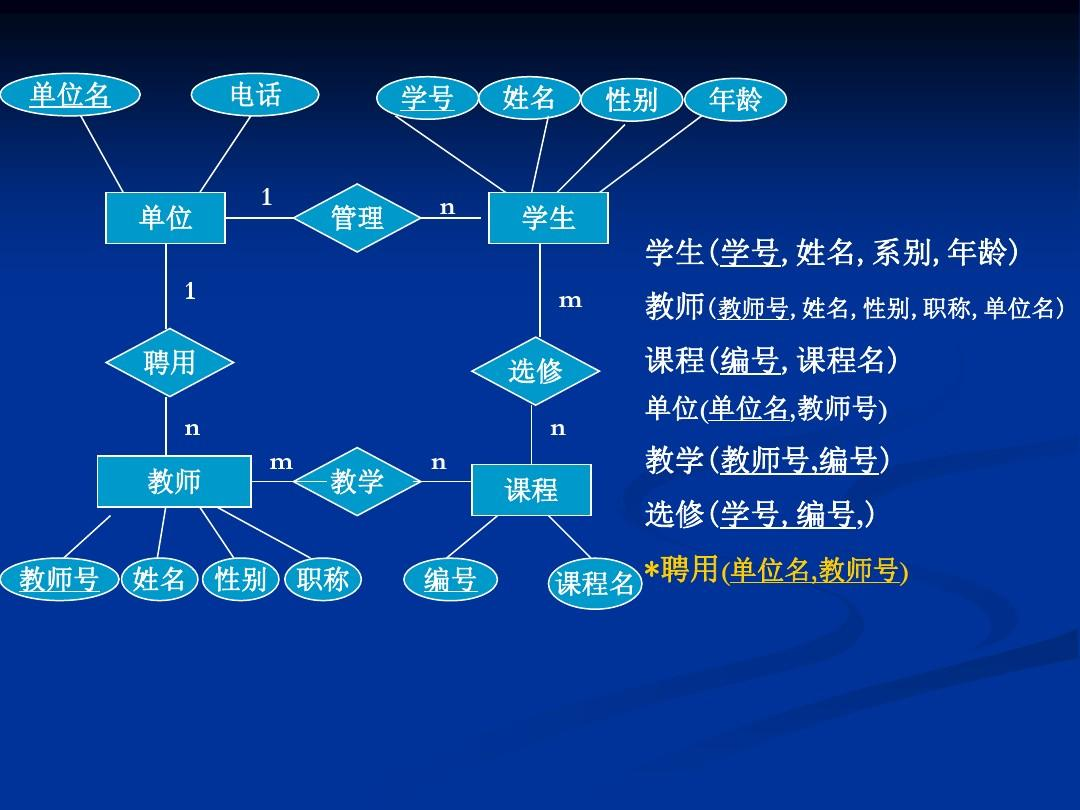 单位名 电话 学号 姓名 性别 年龄
单位 1 管理 n 学生
1 m
聘用 选修
n n
教师 m 教学 n 课程
教师号 姓名 性别 职称 编号 课程名
学生(学号,姓名,系别,年龄)
教师(教师号,姓名,性别,职称,单位名)
课程(编号,课程名)
单位(单位名,教师号)
教学(教师号,编号)
选修(学号,编号,)
*聘用(单位名,教师号)